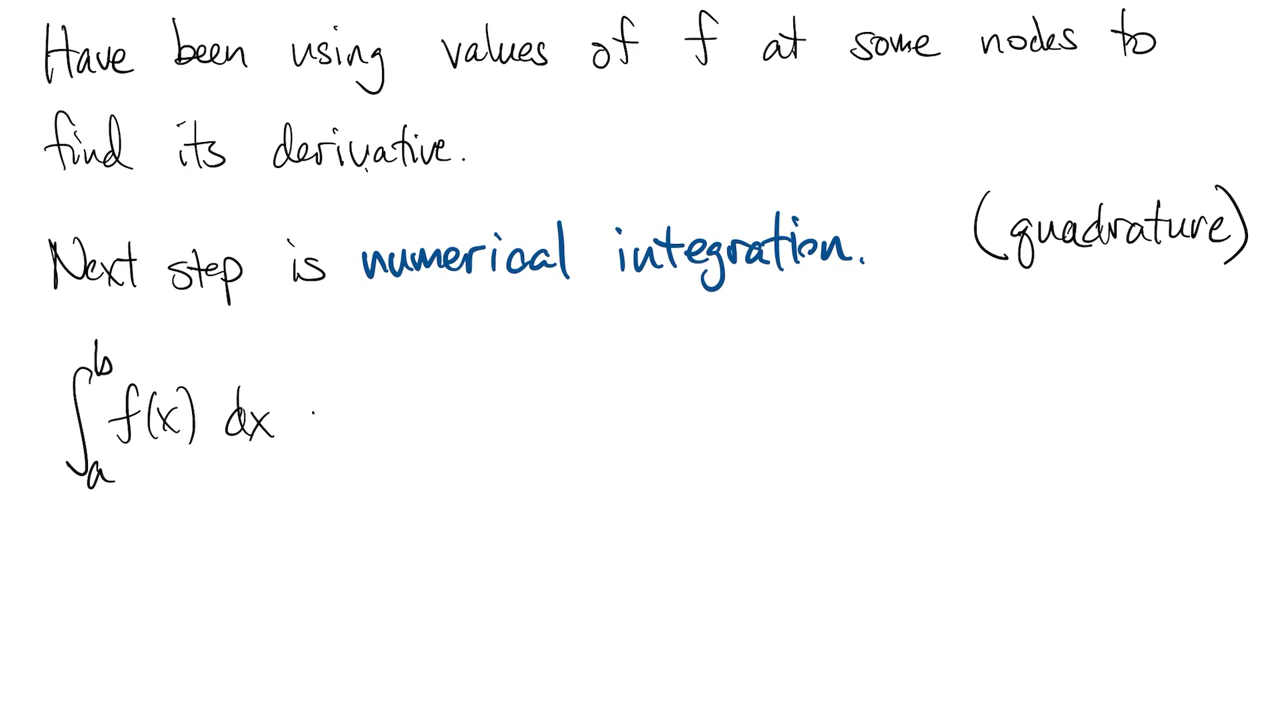 Have been using values of f at some nodes to
find its derivative.
Next step is numerical integration. (quadrature)
∫_a^b f(x) dx